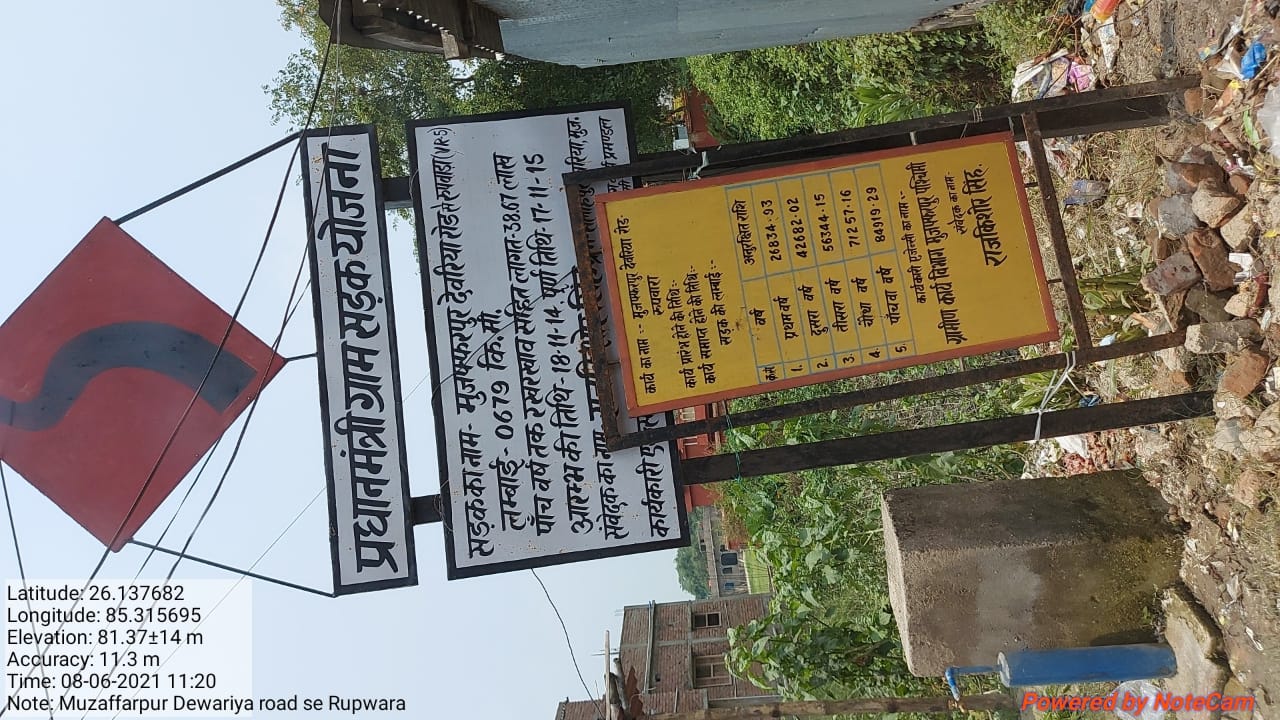 प्रधानमंत्री ग्राम सड़क योजना
सड़क का नाम- मुजफ्फरपुर देवरिया रोड से रूपवारा (VR-5)
लम्बाई- 0.679 कि.मी.
पाँच वर्ष तक रखरखाव सहित लागत-38.67 लाख
आरम्भ की तिथि-18-11-14 पूर्ण तिथि-17-11-15
संवेदक का नाम
कार्यकारी
कार्य का नाम :- मुजफ्फरपुर देवरिया रोड-
रूपवारा
कार्य प्रारंभ होने की तिथि:-
कार्य समाप्त होने की तिथि:-
सड़क की लम्बाई:-
वर्ष अनुरक्षित राशि
1. प्रथम वर्ष 26834.93
2. दुसरा वर्ष 42682.02
3. तीसरा वर्ष 56344.15
4. चौथा वर्ष 71257.16
5. पाँचवा वर्ष 84919.29
कार्यकारी एजेन्सी का नाम:-
ग्रामीण कार्य विभाग मुजफ्फरपुर पश्चिमी
संवेदक का नाम
राजकिशोर सिंह.
Latitude: 26.137682
Longitude: 85.315695
Elevation: 81.37±14 m
Accuracy: 11.3 m
Time: 08-06-2021 11:20
Note: Muzaffarpur Dewariya road se Rupwara
Powered by NoteCam